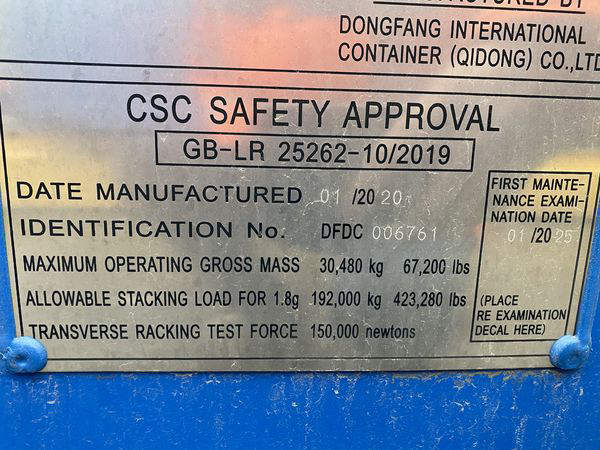 DONGFANG INTERNATIONAL
CONTAINER (QIDONG) CO.,LTD
CSC SAFETY APPROVAL
GB-LR 25262-10/2019
DATE MANUFACTURED 01 /20 20
IDENTIFICATION No. DFDC 006761
MAXIMUM OPERATING GROSS MASS 30,480 kg 67,200 lbs
ALLOWABLE STACKING LOAD FOR 1.8g 192,000 kg 423,280 lbs
TRANSVERSE RACKING TEST FORCE 150,000 newtons
FIRST MAINTE-
NANCE EXAMI-
NATION DATE
01 /20 25
(PLACE
RE EXAMINATION
DECAL HERE)